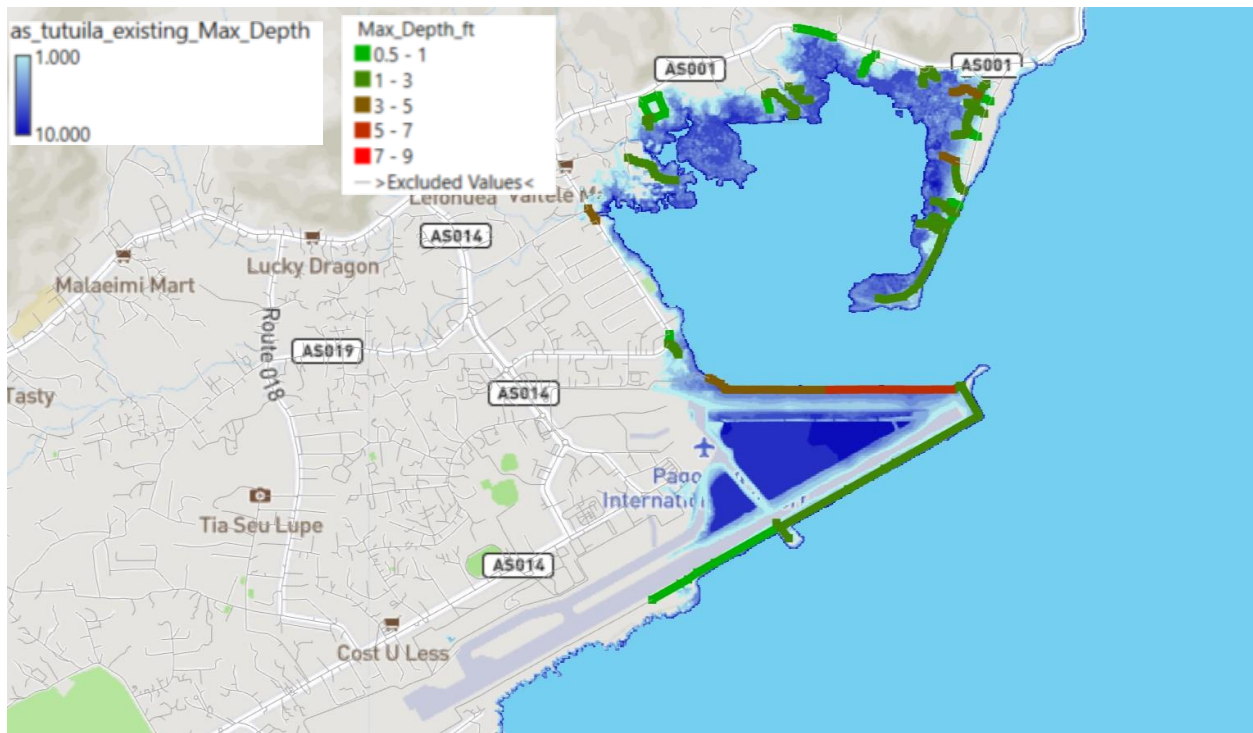 as_tutuila_existing_Max_Depth
1.000
10.000
Max_Depth_ft
0.5 - 1
1 - 3
3 - 5
5 - 7
7 - 9
>Excluded Values<
AS001
AS001
Vaitele M
AS014
Lucky Dragon
Malaeimi Mart
Route 018
AS019
Tasty
AS014
Pago
Internati
Tia Seu Lupe
AS014
Cost U Less